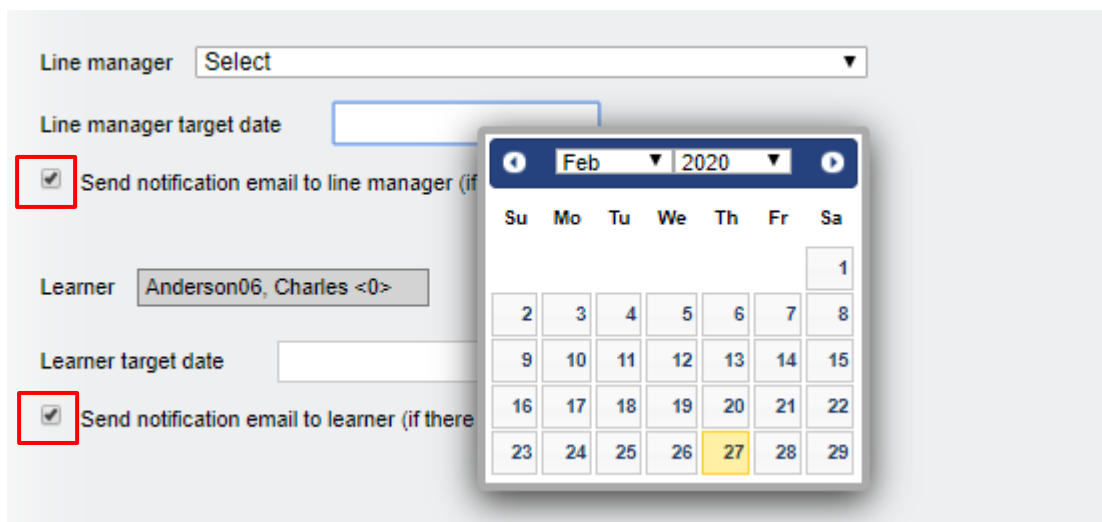 Line manager Select
Line manager target date
Send notification email to line manager (if
Feb 2020
Su Mo Tu We Th Fr Sa
1
2 3 4 5 6 7 8
9 10 11 12 13 14 15
16 17 18 19 20 21 22
23 24 25 26 27 28 29
Learner Anderson06, Charles <0>
Learner target date
Send notification email to learner (if there